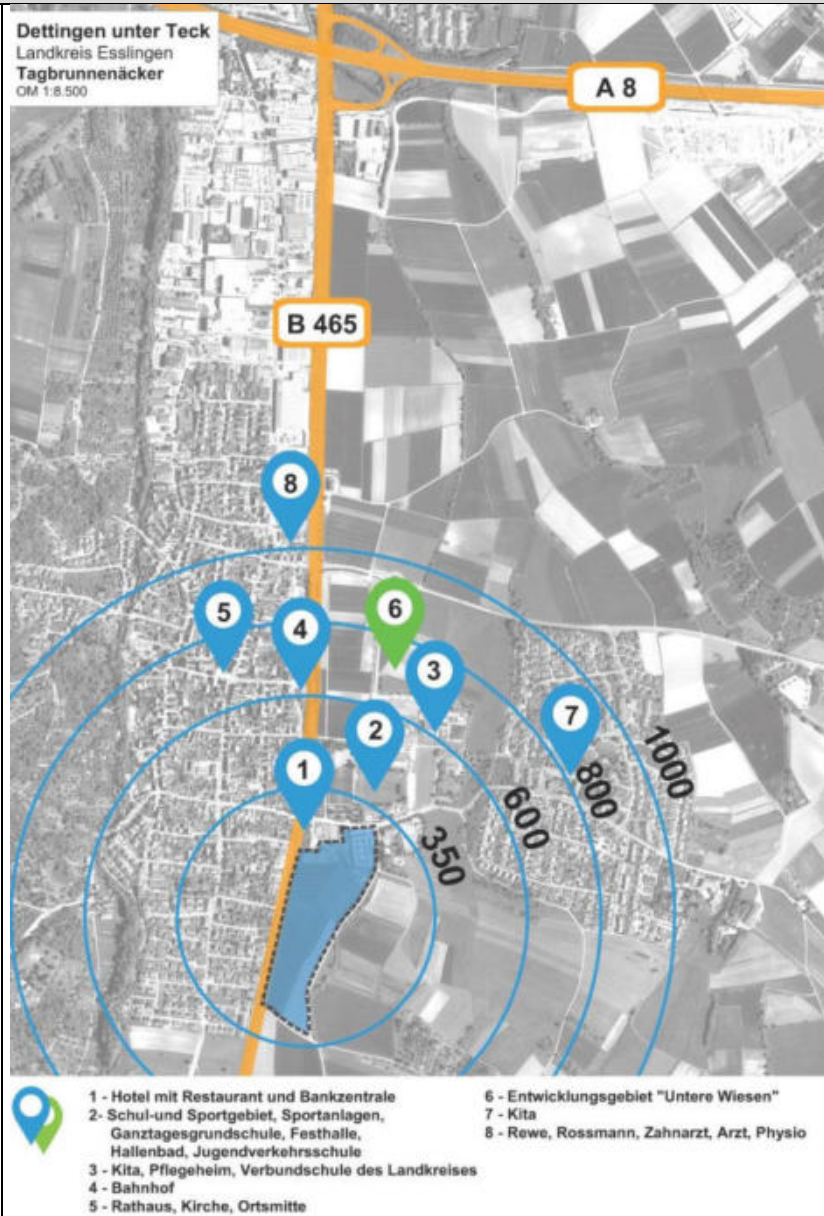 Dettingen unter Teck
Landkreis Esslingen
Tagbrunnenäcker
OM 1:8.500
A 8
B 465
8
5
4
6
3
2
7
1
350
600
800
1000
1 - Hotel mit Restaurant und Bankzentrale
2- Schul-und Sportgebiet, Sportanlagen,
Ganztagesgrundschule, Festhalle,
Hallenbad, Jugendverkehrsschule
3 - Kita, Pflegeheim, Verbundschule des Landkreises
4 - Bahnhof
5 - Rathaus, Kirche, Ortsmitte
6 - Entwicklungsgebiet "Untere Wiesen"
7 - Kita
8 - Rewe, Rossmann, Zahnarzt, Arzt, Physio